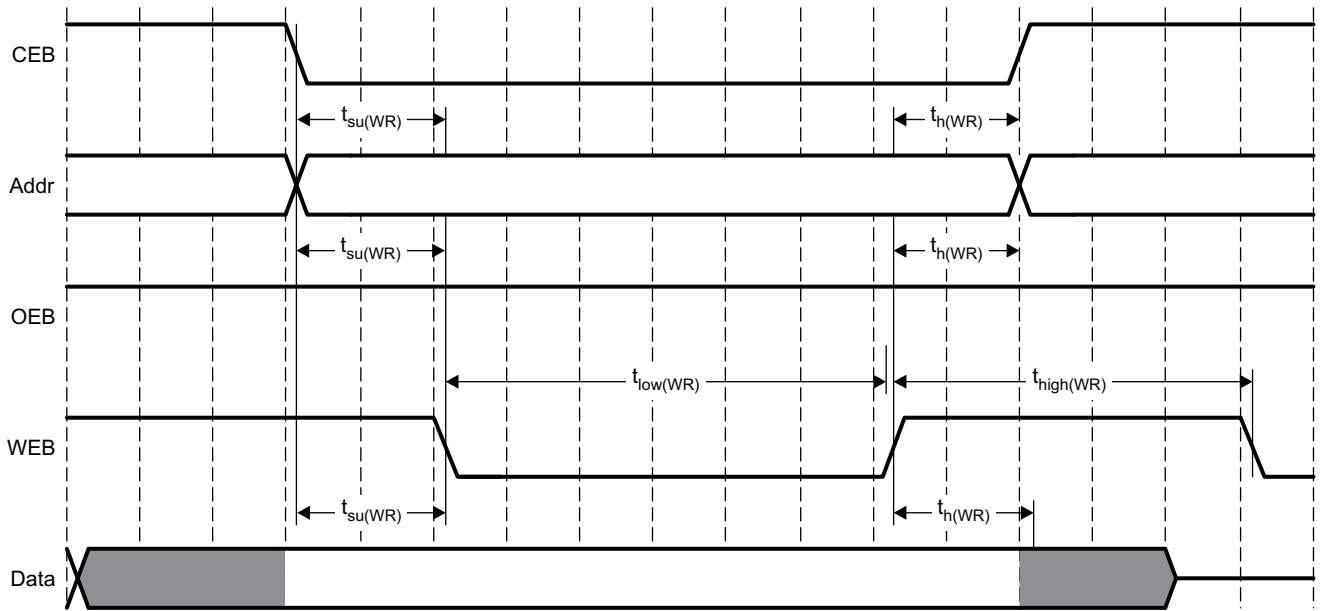 CEB
tsu(WR) th(WR)
Addr
tsu(WR) th(WR)
OEB
tlow(WR) thigh(WR)
WEB
tsu(WR) th(WR)
Data